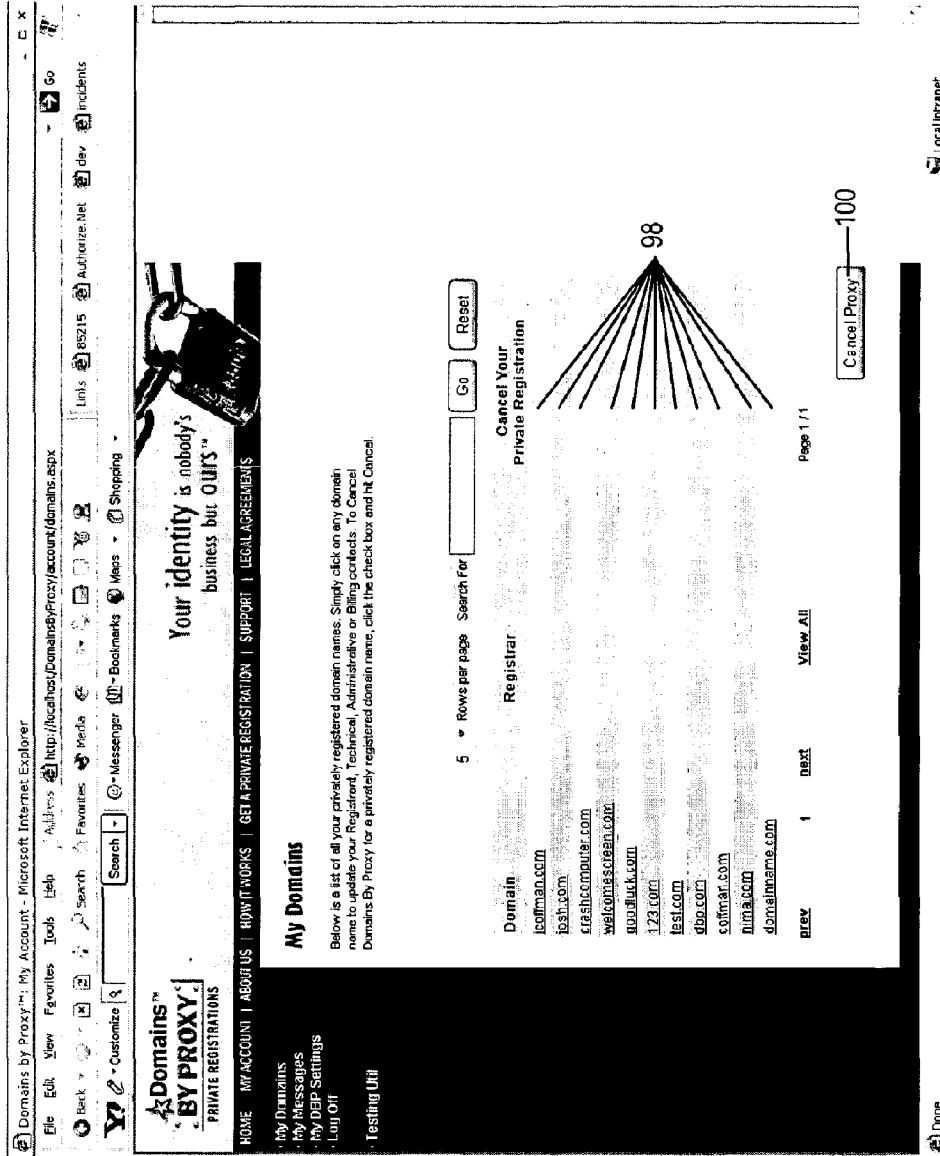 Domains by Proxy™: My Account - Microsoft Internet Explorer
File Edit View Favorites Tools Help Address http://localhost/DomainsByProxy/account/domains.aspx Go
Back Search Favorites Media Links 85215 Authorize.Net dev incidents
Y! Customize Search Messenger Bookmarks Maps Shopping
Domains™
BY PROXY
PRIVATE REGISTRATIONS
Your identity is nobody's
business but OURS™
HOME MY ACCOUNT | ABOUT US | HOW IT WORKS | GET A PRIVATE REGISTRATION | SUPPORT | LEGAL AGREEMENTS
My Domains
My Messages
My DBP Settings
Log Off
Testing Util
My Domains
Below is a list of all your privately registered domain names. Simply click on any domain
name to update your Registrant, Technical, Administrative or Billing contacts. To Cancel
Domains By Proxy for a privately registered domain name, click the check box and hit Cancel.
5 Rows per page Search For Go Reset
Domain Registrar Cancel Your
Private Registration
jcoffman.com
josh.com
crashcomputer.com
welcomescreen.com
goodluck.com
123.com
test.com
dbp.com
coffman.com
nima.com
domainname.com
98
prev 1 next View All Page 1 / 1
Cancel Proxy
100
Done Local intranet